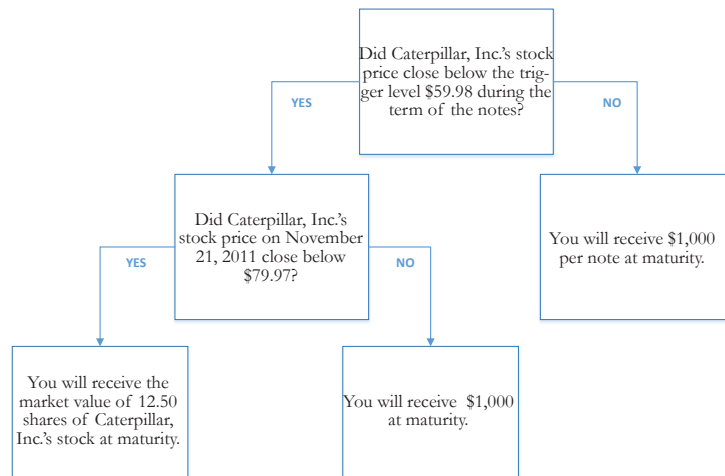 Did Caterpillar, Inc.'s stock
price close below the trig-
ger level $59.98 during the
term of the notes?
YES
NO
Did Caterpillar, Inc.'s
stock price on November
21, 2011 close below
$79.97?
You will receive $1,000
per note at maturity.
YES
NO
You will receive the
market value of 12.50
shares of Caterpillar,
Inc.'s stock at maturity.
You will receive $1,000
at maturity.